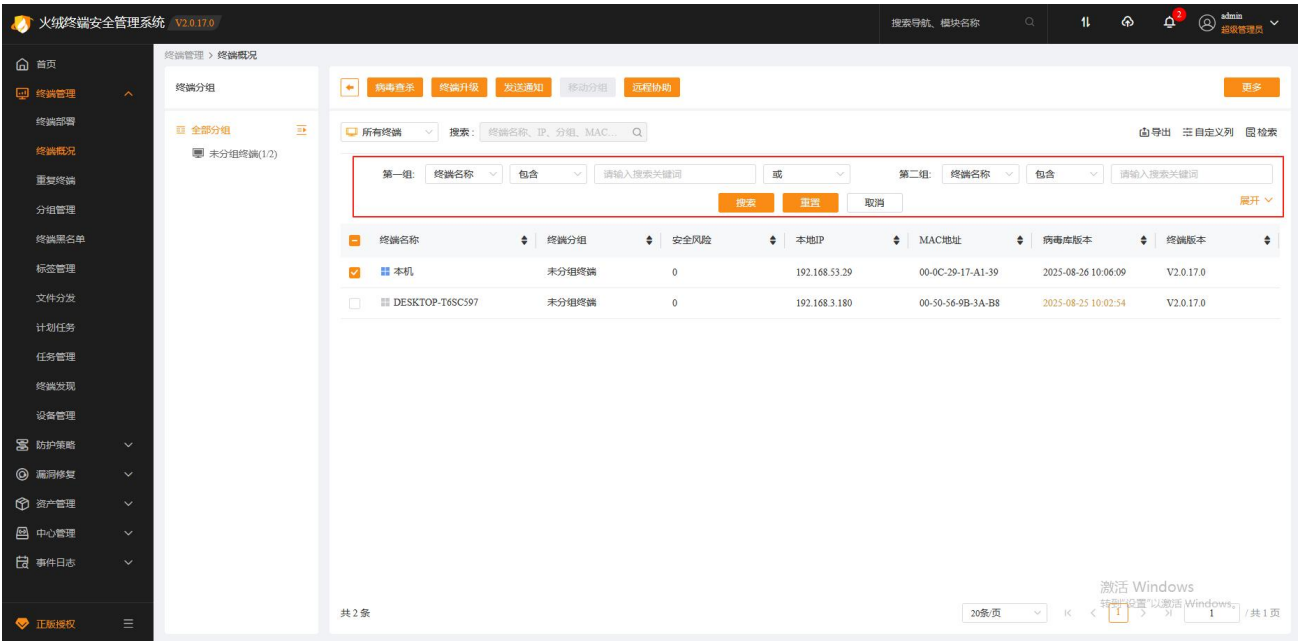 火绒终端安全管理系统 V2.0.17.0
搜索导航、模块名称
2
admin
超级管理员
首页
终端管理
终端部署
终端概况
重复终端
分组管理
终端黑名单
标签管理
文件分发
计划任务
任务管理
终端发现
设备管理
防护策略
漏洞修复
资产管理
中心管理
事件日志
正版授权
终端管理 > 终端概况
终端分组
全部分组
未分组终端(1/2)
病毒查杀 终端升级 发送通知 移动分组 远程协助 更多
所有终端 搜索: 终端名称、IP、分组、MAC... 导出 自定义列 检索
第一组: 终端名称 包含 请输入搜索关键词 或 第二组: 终端名称 包含 请输入搜索关键词
搜索 重置 取消 展开
终端名称 终端分组 安全风险 本地IP MAC地址 病毒库版本 终端版本
本机 未分组终端 0 192.168.53.29 00-0C-29-17-A1-39 2025-08-26 10:06:09 V2.0.17.0
DESKTOP-T6SC597 未分组终端 0 192.168.3.180 00-50-56-9B-3A-B8 2025-08-25 10:02:54 V2.0.17.0
激活 Windows
转到"设置"以激活 Windows。
共 2 条 20条/页 1 1 / 共 1 页